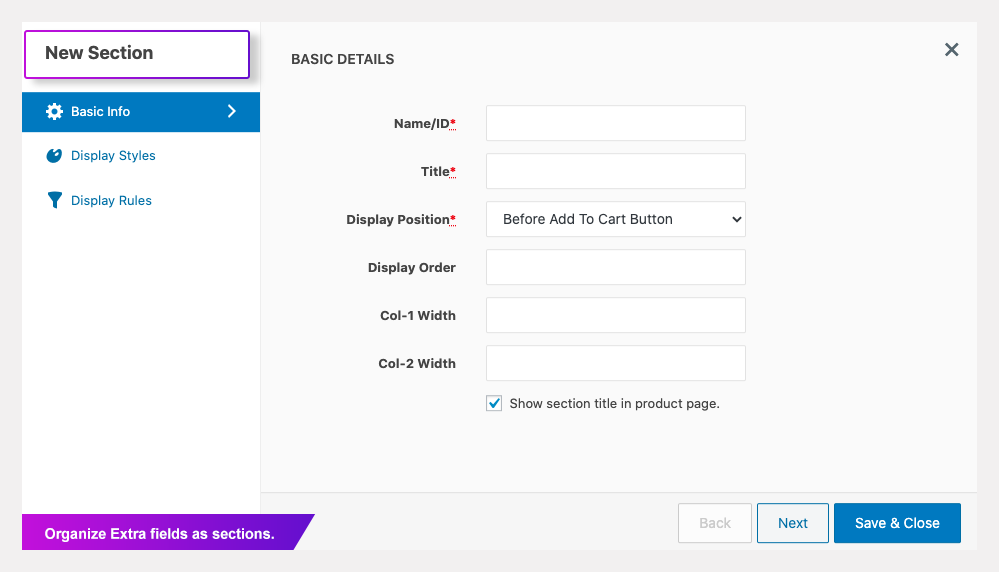 New Section
Basic Info
Display Styles
Display Rules
BASIC DETAILS
Name/ID*
Title*
Display Position* Before Add To Cart Button
Display Order
Col-1 Width
Col-2 Width
Show section title in product page.
Organize Extra fields as sections.
Back Next Save & Close